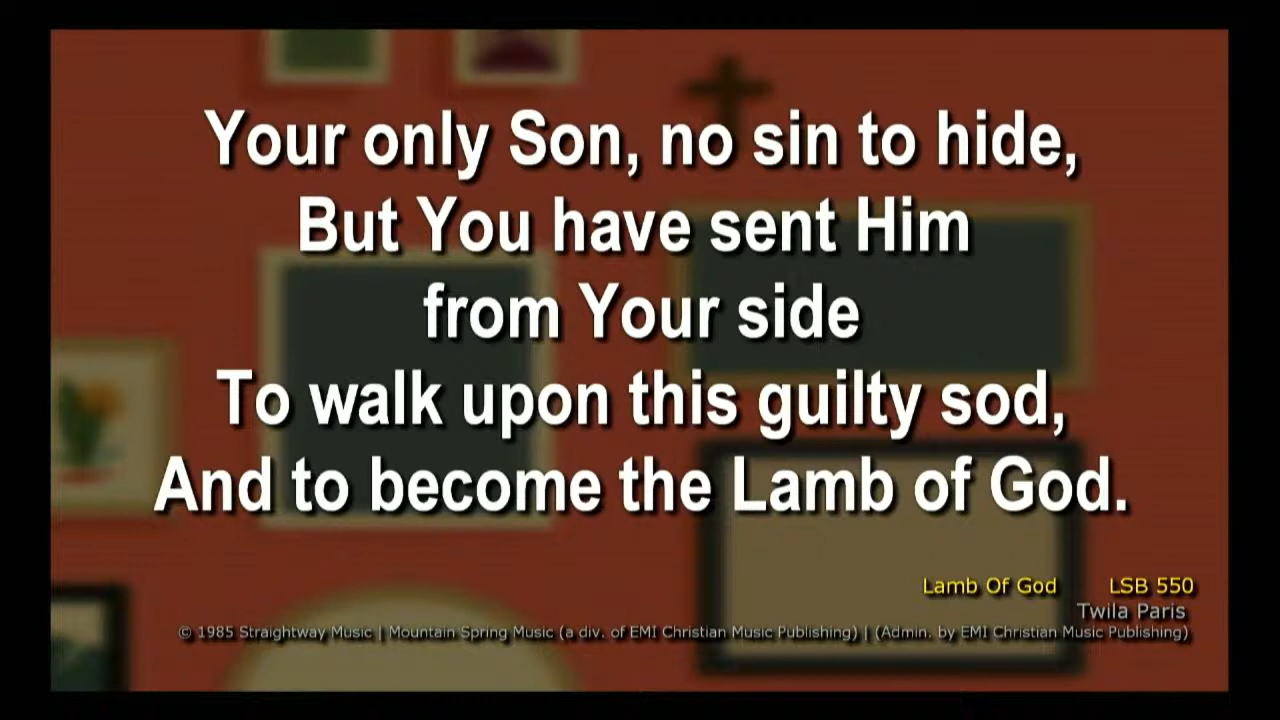 Your only Son, no sin to hide,
But You have sent Him
from Your side
To walk upon this guilty sod,
And to become the Lamb of God.
Lamb Of God LSB 550
Twila Paris
© 1985 Straightway Music | Mountain Spring Music (a div. of EMI Christian Music Publishing) | (Admin. by EMI Christian Music Publishing)